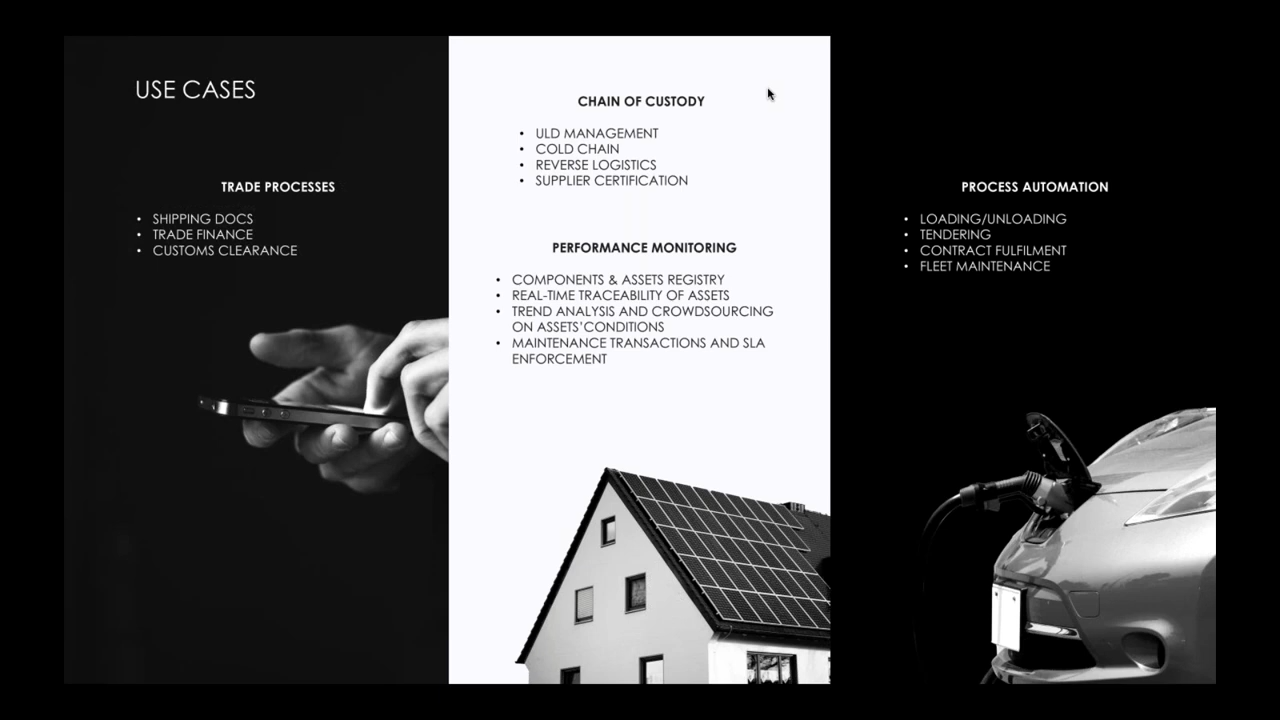 USE CASES
TRADE PROCESSES
• SHIPPING DOCS
• TRADE FINANCE
• CUSTOMS CLEARANCE
CHAIN OF CUSTODY
• ULD MANAGEMENT
• COLD CHAIN
• REVERSE LOGISTICS
• SUPPLIER CERTIFICATION
PERFORMANCE MONITORING
• COMPONENTS & ASSETS REGISTRY
• REAL-TIME TRACEABILITY OF ASSETS
• TREND ANALYSIS AND CROWDSOURCING
ON ASSETS'CONDITIONS
• MAINTENANCE TRANSACTIONS AND SLA
ENFORCEMENT
PROCESS AUTOMATION
• LOADING/UNLOADING
• TENDERING
• CONTRACT FULFILMENT
• FLEET MAINTENANCE